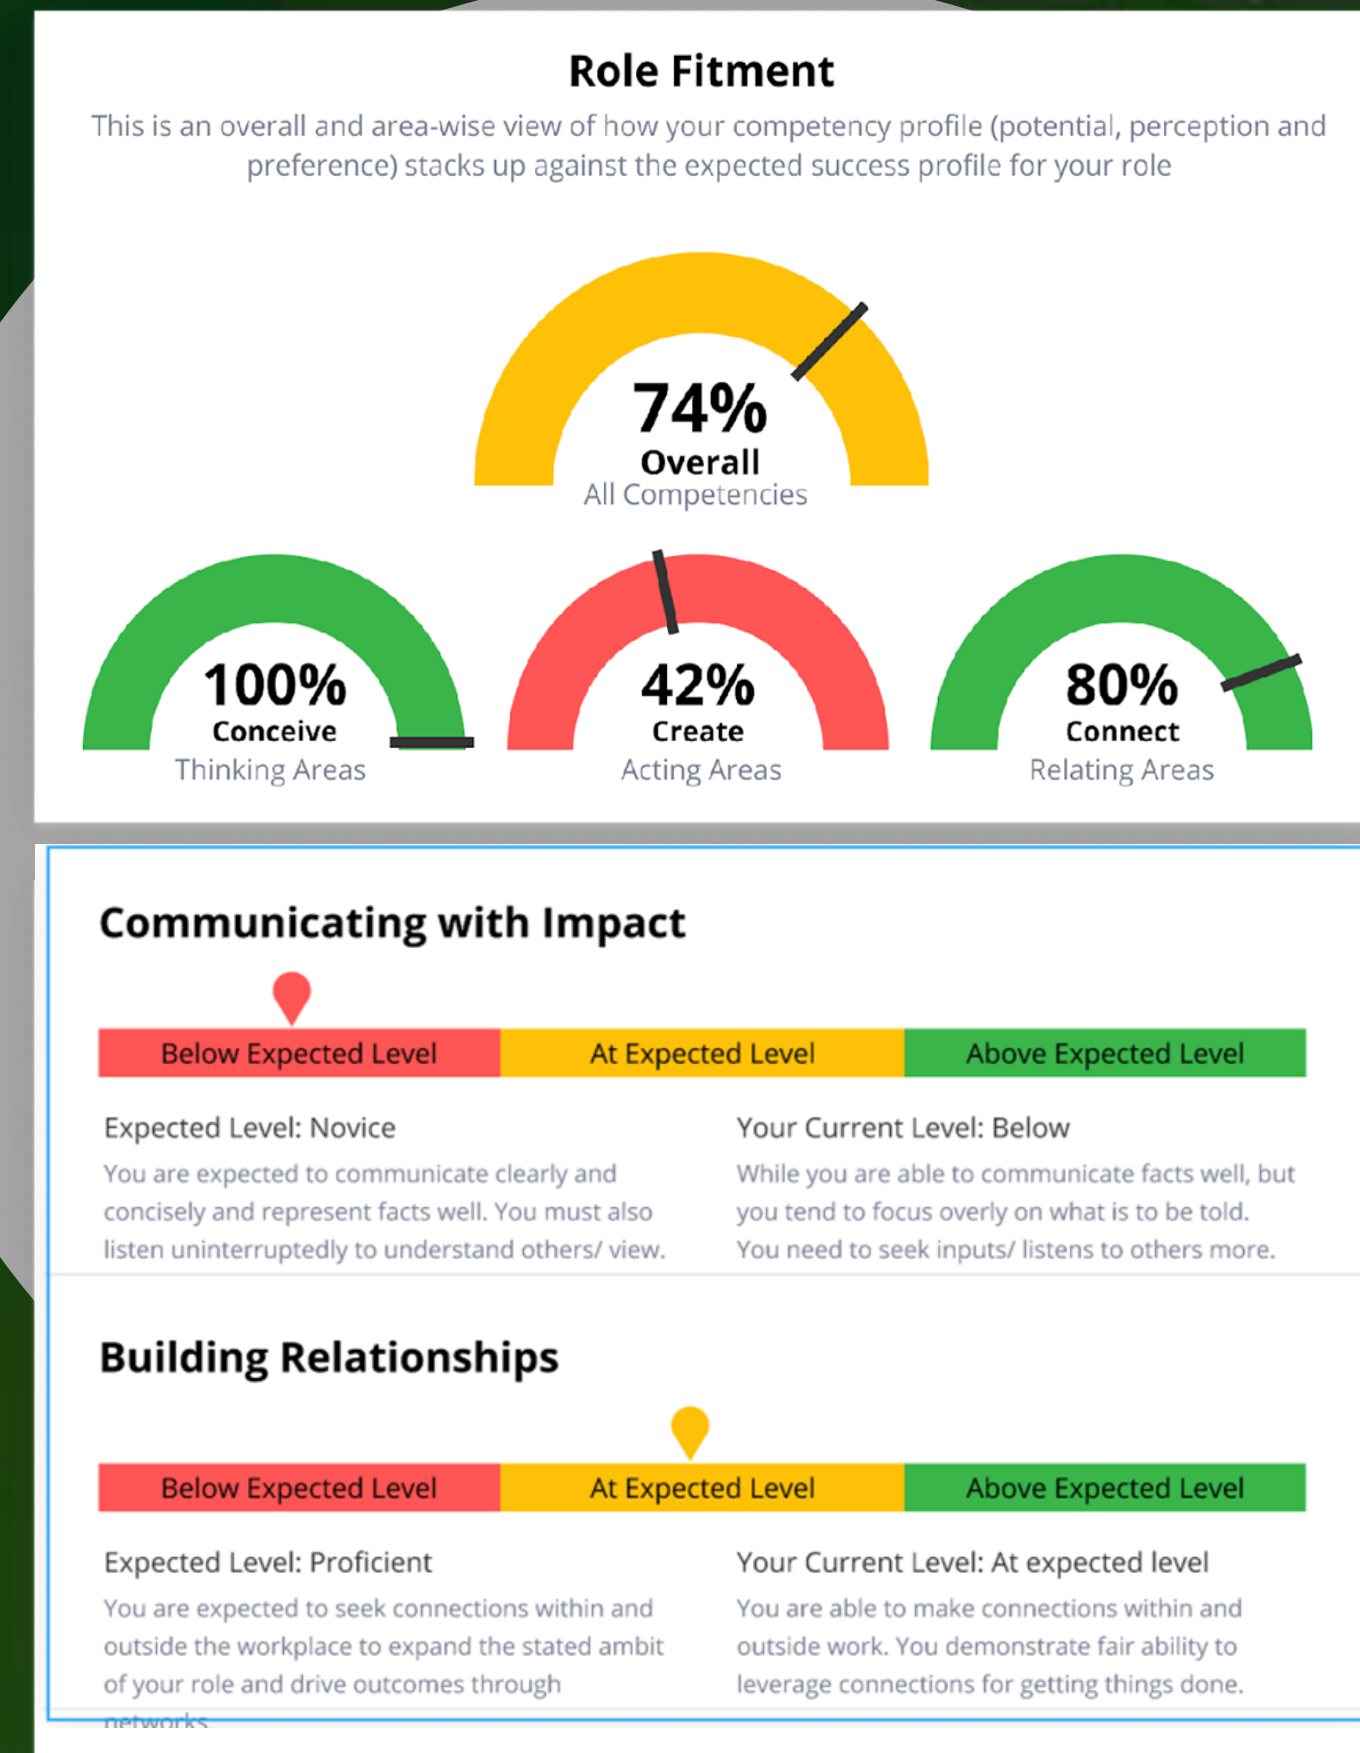 Role Fitment
This is an overall and area-wise view of how your competency profile (potential, perception and
preference) stacks up against the expected success profile for your role
74%
Overall
All Competencies
100%
Conceive
Thinking Areas
42%
Create
Acting Areas
80%
Connect
Relating Areas
Communicating with Impact
Below Expected Level
At Expected Level
Above Expected Level
Expected Level: Novice
You are expected to communicate clearly and
concisely and represent facts well. You must also
listen uninterruptedly to understand others/ view.
Your Current Level: Below
While you are able to communicate facts well, but
you tend to focus overly on what is to be told.
You need to seek inputs/ listens to others more.
Building Relationships
Below Expected Level
At Expected Level
Above Expected Level
Expected Level: Proficient
You are expected to seek connections within and
outside the workplace to expand the stated ambit
of your role and drive outcomes through
networks.
Your Current Level: At expected level
You are able to make connections within and
outside work. You demonstrate fair ability to
leverage connections for getting things done.